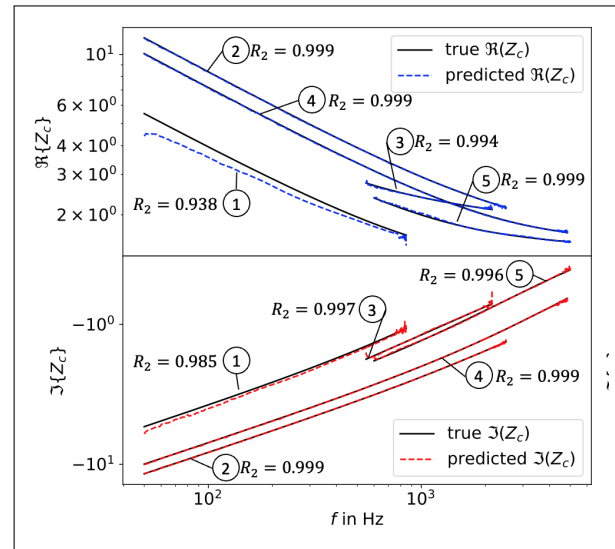 10¹
6 × 10⁰
4 × 10⁰
3 × 10⁰
2 × 10⁰
ℜ{Z_c}
② R₂ = 0.999
④ R₂ = 0.999
③ R₂ = 0.994
⑤ R₂ = 0.999
R₂ = 0.938 ①
true ℜ(Z_c)
predicted ℜ(Z_c)
−10⁰
−10¹
ℑ{Z_c}
R₂ = 0.996 ⑤
R₂ = 0.997 ③
R₂ = 0.985 ①
④ R₂ = 0.999
② R₂ = 0.999
true ℑ(Z_c)
predicted ℑ(Z_c)
10²
10³
f in Hz